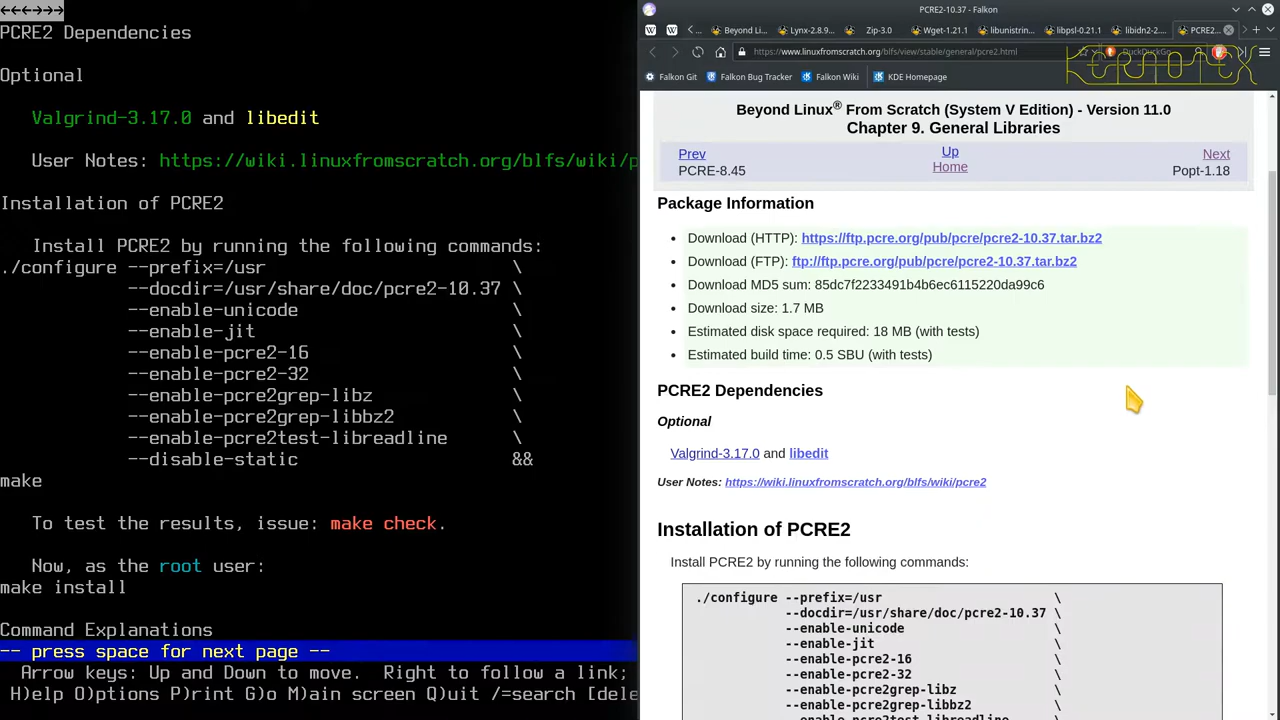 ←←←→→→
PCRE2 Dependencies
Optional
Valgrind-3.17.0 and libedit
User Notes: https://wiki.linuxfromscratch.org/blfs/wiki/p
Installation of PCRE2
Install PCRE2 by running the following commands:
./configure --prefix=/usr \
--docdir=/usr/share/doc/pcre2-10.37 \
--enable-unicode \
--enable-jit \
--enable-pcre2-16 \
--enable-pcre2-32 \
--enable-pcre2grep-libz \
--enable-pcre2grep-libbz2 \
--enable-pcre2test-libreadline \
--disable-static &&
make
To test the results, issue: make check.
Now, as the root user:
make install
Command Explanations
-- press space for next page --
Arrow keys: Up and Down to move. Right to follow a link;
H)elp O)ptions P)rint G)o M)ain screen Q)uit /=search [dele
PCRE2-10.37 - Falkon
Beyond Li... Lynx-2.8.9... Zip-3.0 Wget-1.21.1 libunistrin... libpsl-0.21.1 libidn2-2... PCRE2...
https://www.linuxfromscratch.org/blfs/view/stable/general/pcre2.html DuckDuckGo
Kernotex
Falkon Git Falkon Bug Tracker Falkon Wiki KDE Homepage
Beyond Linux® From Scratch (System V Edition) - Version 11.0
Chapter 9. General Libraries
Prev Up Next
PCRE-8.45 Home Popt-1.18
Package Information
• Download (HTTP): https://ftp.pcre.org/pub/pcre/pcre2-10.37.tar.bz2
• Download (FTP): ftp://ftp.pcre.org/pub/pcre/pcre2-10.37.tar.bz2
• Download MD5 sum: 85dc7f2233491b4b6ec6115220da99c6
• Download size: 1.7 MB
• Estimated disk space required: 18 MB (with tests)
• Estimated build time: 0.5 SBU (with tests)
PCRE2 Dependencies
Optional
Valgrind-3.17.0 and libedit
User Notes: https://wiki.linuxfromscratch.org/blfs/wiki/pcre2
Installation of PCRE2
Install PCRE2 by running the following commands:
./configure --prefix=/usr \
--docdir=/usr/share/doc/pcre2-10.37 \
--enable-unicode \
--enable-jit \
--enable-pcre2-16 \
--enable-pcre2-32 \
--enable-pcre2grep-libz \
--enable-pcre2grep-libbz2 \
--enable-pcre2test-libreadline \